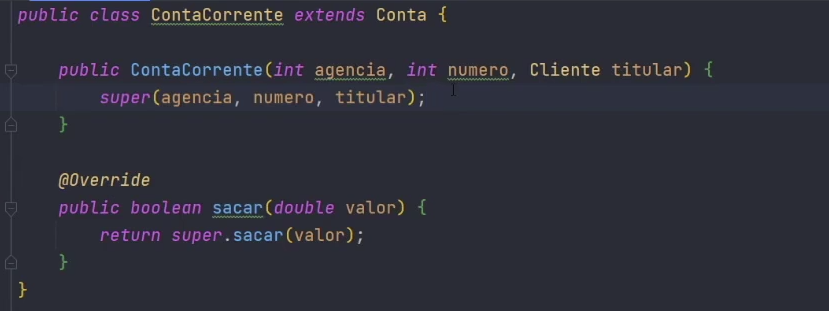 public class ContaCorrente extends Conta {
public ContaCorrente(int agencia, int numero, Cliente titular) {
super(agencia, numero, titular);
}
@Override
public boolean sacar(double valor) {
return super.sacar(valor);
}
}